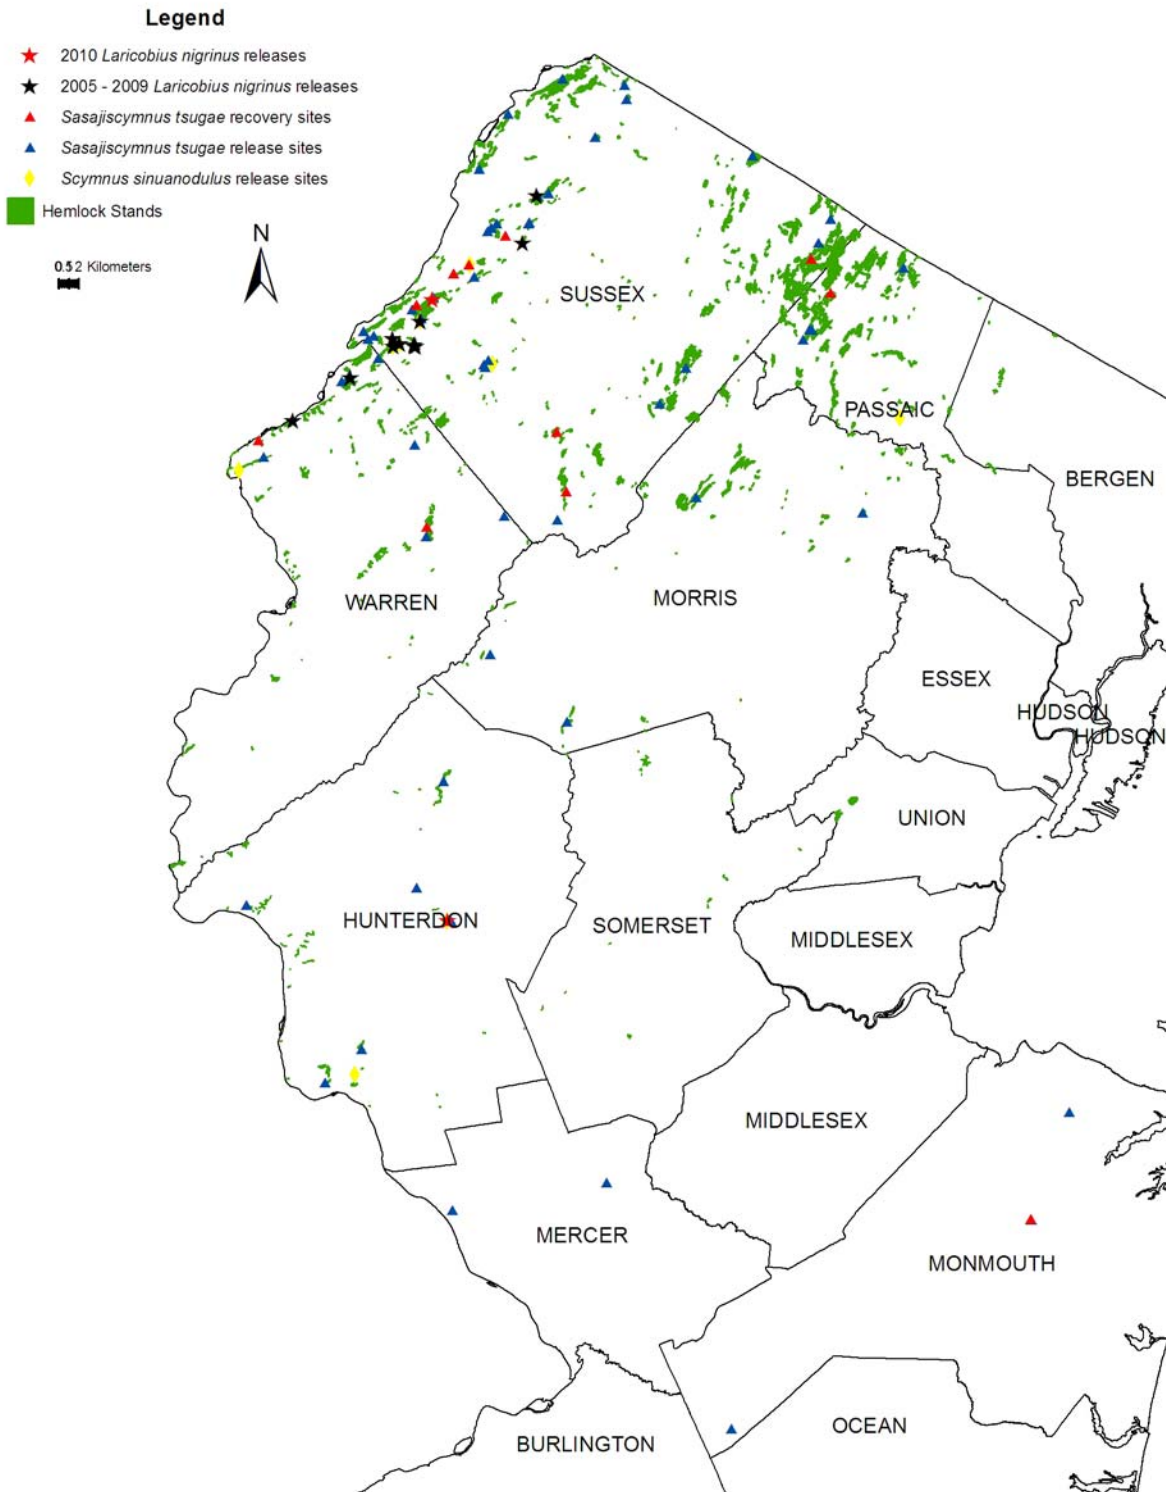 Legend
2010 Laricobius nigrinus releases
2005 - 2009 Laricobius nigrinus releases
Sasajiscymnus tsugae recovery sites
Sasajiscymnus tsugae release sites
Scymnus sinuanodulus release sites
Hemlock Stands
N
0 5 2 Kilometers
SUSSEX
PASSAIC
BERGEN
WARREN
MORRIS
ESSEX
HUDSON
HUDSON
UNION
HUNTERDON
SOMERSET
MIDDLESEX
MIDDLESEX
MERCER
MONMOUTH
OCEAN
BURLINGTON